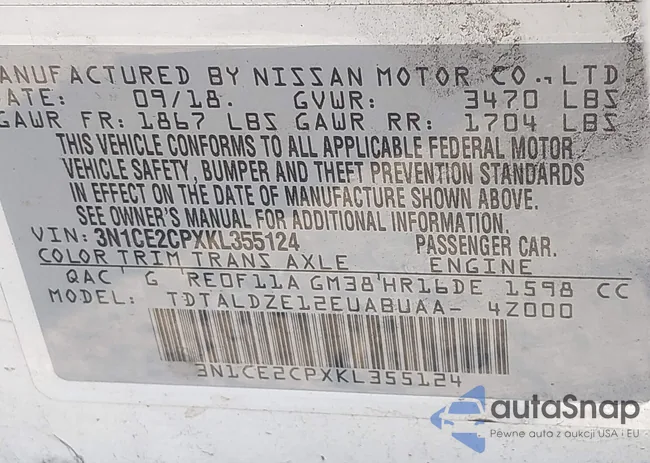 ANUFACTURED BY NISSAN MOTOR CO., LTD.
DATE: 09/18. GVWR: 3470 LBS
GAWR FR: 1867 LBS GAWR RR: 1704 LBS
THIS VEHICLE CONFORMS TO ALL APPLICABLE FEDERAL MOTOR
VEHICLE SAFETY, BUMPER AND THEFT PREVENTION STANDARDS
IN EFFECT ON THE DATE OF MANUFACTURE SHOWN ABOVE.
SEE OWNER'S MANUAL FOR ADDITIONAL INFORMATION.
VIN: 3N1CE2CPXKL355124 PASSENGER CAR.
COLOR TRIM TRANS AXLE ENGINE
QAC G RE0F11A GM38 HR16DE 1598 CC
MODEL: TDTALDZE12EUABUAA- 4Z000
3N1CE2CPXKL355124
autaSnap
Pewne auta z aukcji USA i EU